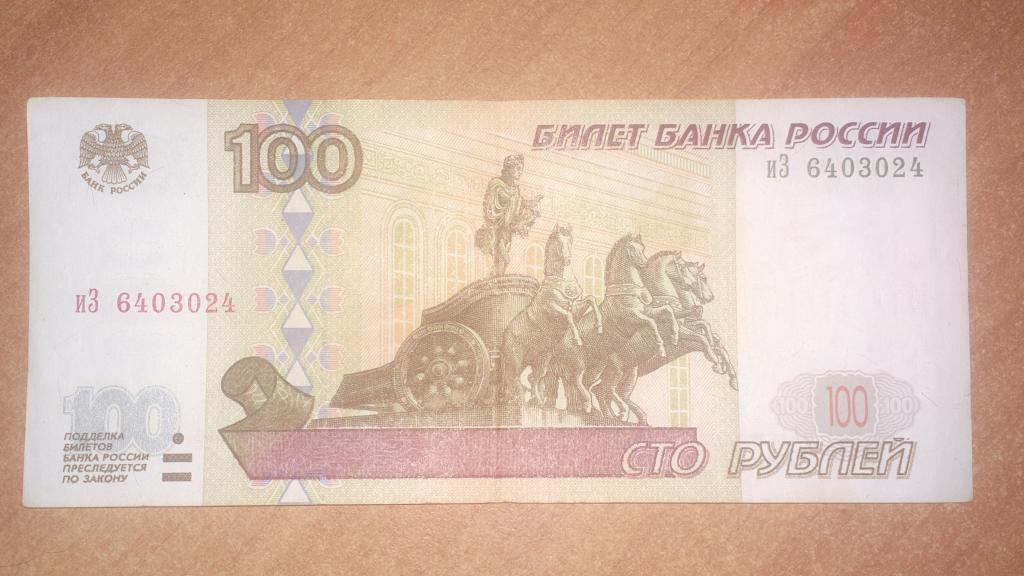 100
БИЛЕТ БАНКА РОССИИ
иЗ 6403024
БАНК РОССИИ
иЗ 6403024
100
ПОДДЕЛКА
БИЛЕТОВ
БАНКА РОССИИ
ПРЕСЛЕДУЕТСЯ
ПО ЗАКОНУ
100 100 100
СТО РУБЛЕЙ